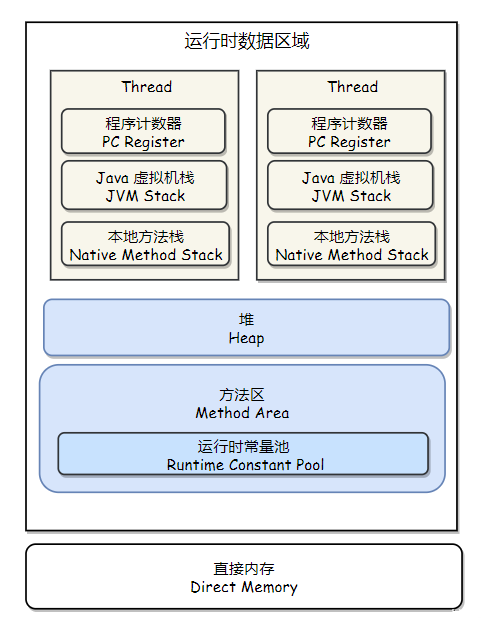 运行时数据区域
Thread
程序计数器
PC Register
Java 虚拟机栈
JVM Stack
本地方法栈
Native Method Stack
Thread
程序计数器
PC Register
Java 虚拟机栈
JVM Stack
本地方法栈
Native Method Stack
堆
Heap
方法区
Method Area
运行时常量池
Runtime Constant Pool
直接内存
Direct Memory